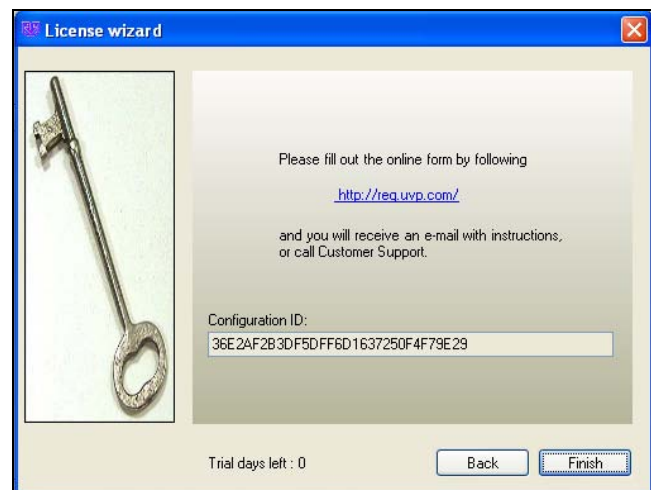 License wizard
Please fill out the online form by following
http://reg.uvp.com/
and you will receive an e-mail with instructions,
or call Customer Support.
Configuration ID:
36E2AF2B3DF5DFF6D1637250F4F79E29
Trial days left : 0
Back
Finish